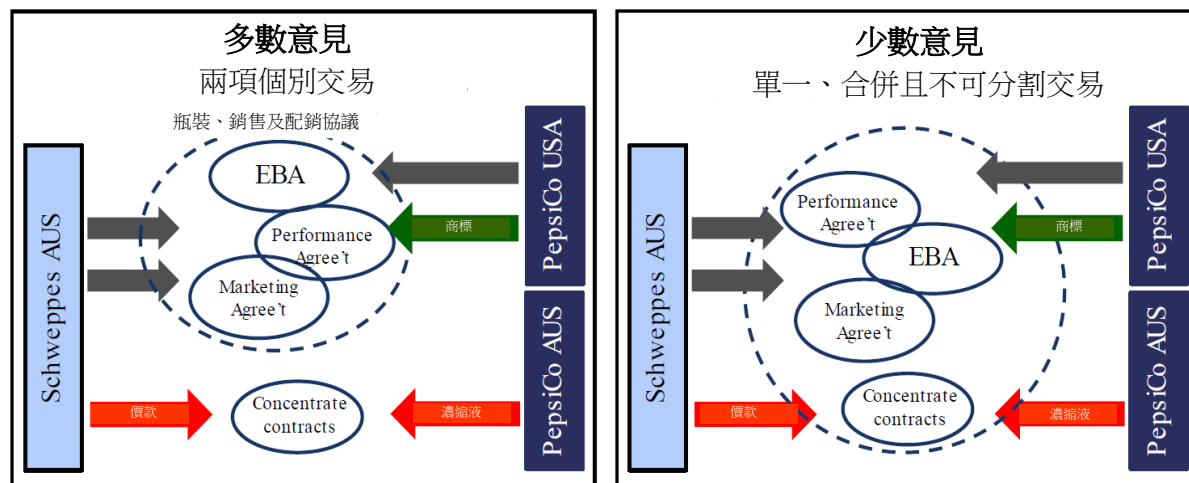 多數意見
兩項個別交易
瓶裝、銷售及配銷協議
Schweppes AUS
EBA
Performance
Agree't
Marketing
Agree't
商標
PepsiCo USA
價款
Concentrate
contracts
濃縮液
PepsiCo AUS
少數意見
單一、合併且不可分割交易
Schweppes AUS
Performance
Agree't
EBA
Marketing
Agree't
商標
PepsiCo USA
價款
Concentrate
contracts
濃縮液
PepsiCo AUS